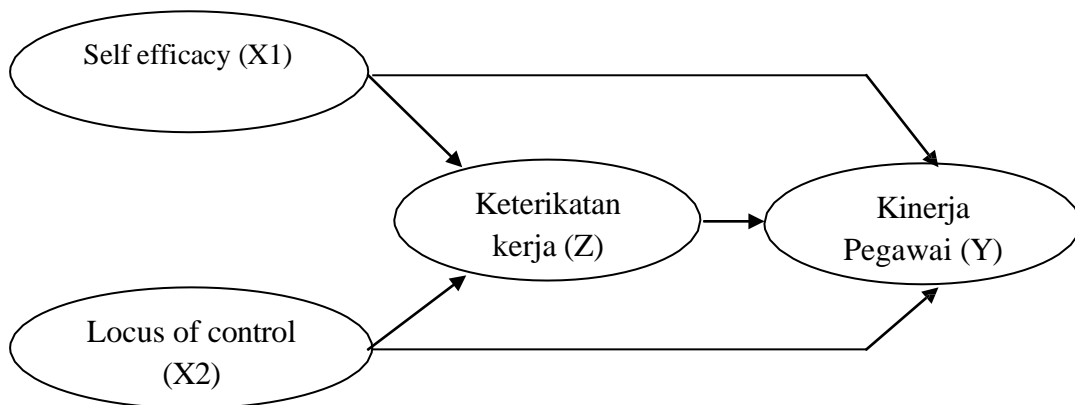 Self efficacy (X1)
Keterikatan
kerja (Z)
Kinerja
Pegawai (Y)
Locus of control
(X2)